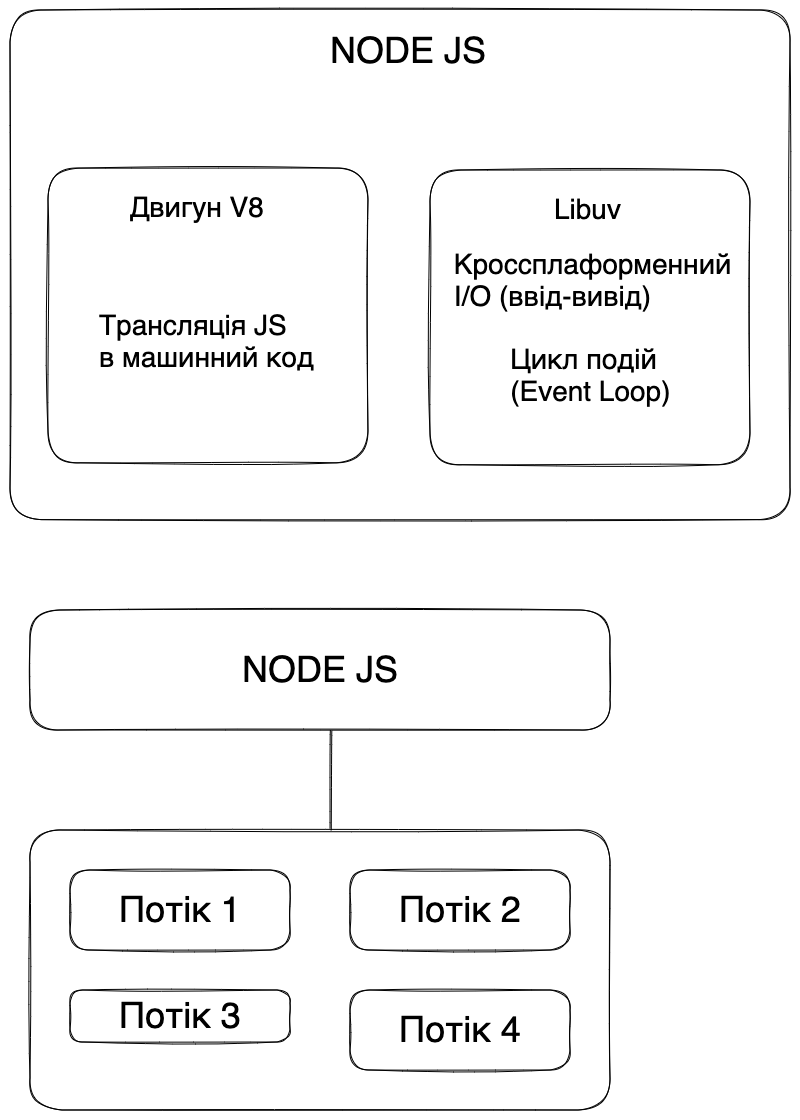 NODE JS
Двигун V8
Трансляція JS
в машинний код
Libuv
Кроссплаформенний
I/O (ввід-вивід)
Цикл подій
(Event Loop)
NODE JS
Потік 1
Потік 2
Потік 3
Потік 4